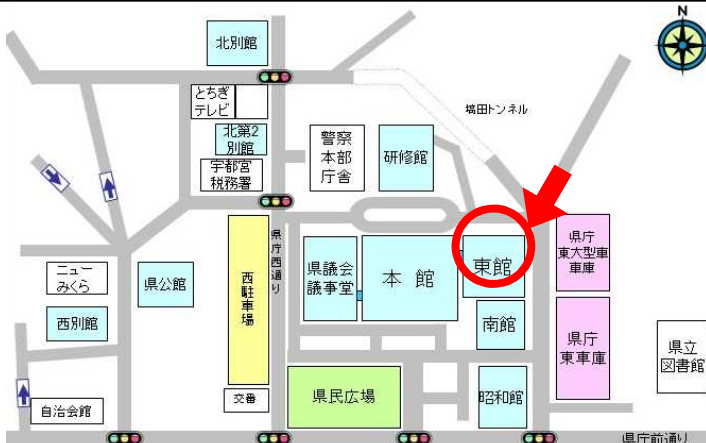 N
北別館
とちぎ
テレビ
塙田トンネル
北第2
別館
警察
本部
庁舎
研修館
宇都宮
税務署
県庁西通り
県庁
東大型車
車庫
東館
本 館
県議会
議事堂
ニュー
みくら
県公館
西駐車場
西別館
南館
県庁
東車庫
県立
図書館
県民広場
昭和館
交番
自治会館
県庁前通り